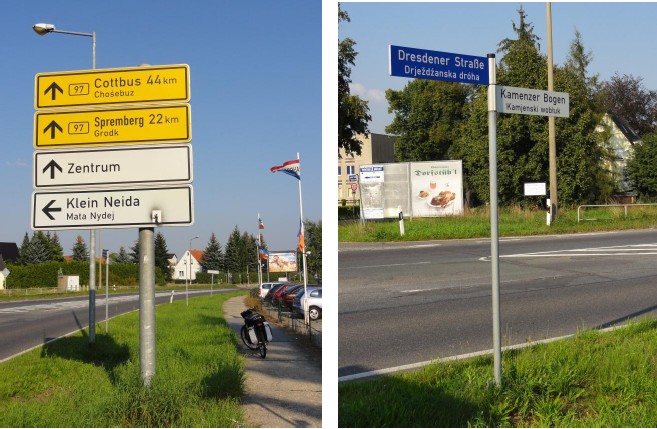 97 Cottbus 44 km
Chośebuz
97 Spremberg 22 km
Grodk
Zentrum
Klein Neida
Mała Nydej
Dresdener Straße
Drježdźanska dróha
Kamenzer Bogen
Kamjenski wobłuk
Dorfstüb'l